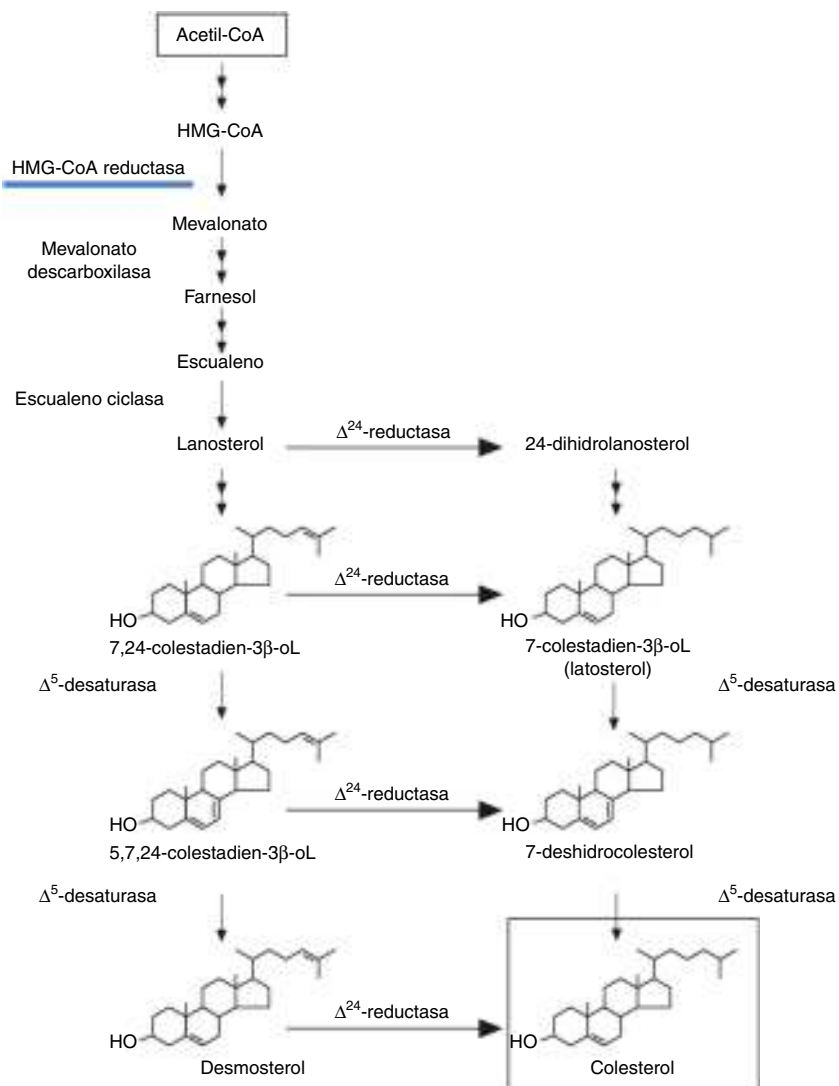 Acetil-CoA
HMG-CoA
HMG-CoA reductasa
Mevalonato
Mevalonato
descarboxilasa
Farnesol
Escualeno
Escualeno ciclasa
Δ²⁴-reductasa
Lanosterol
24-dihidrolanosterol
Δ²⁴-reductasa
HO
HO
7,24-colestadien-3β-oL
7-colestadien-3β-oL
(latosterol)
Δ⁵-desaturasa
Δ⁵-desaturasa
Δ²⁴-reductasa
HO
HO
5,7,24-colestadien-3β-oL
7-deshidrocolesterol
Δ⁵-desaturasa
Δ⁵-desaturasa
Δ²⁴-reductasa
HO
HO
Desmosterol
Colesterol